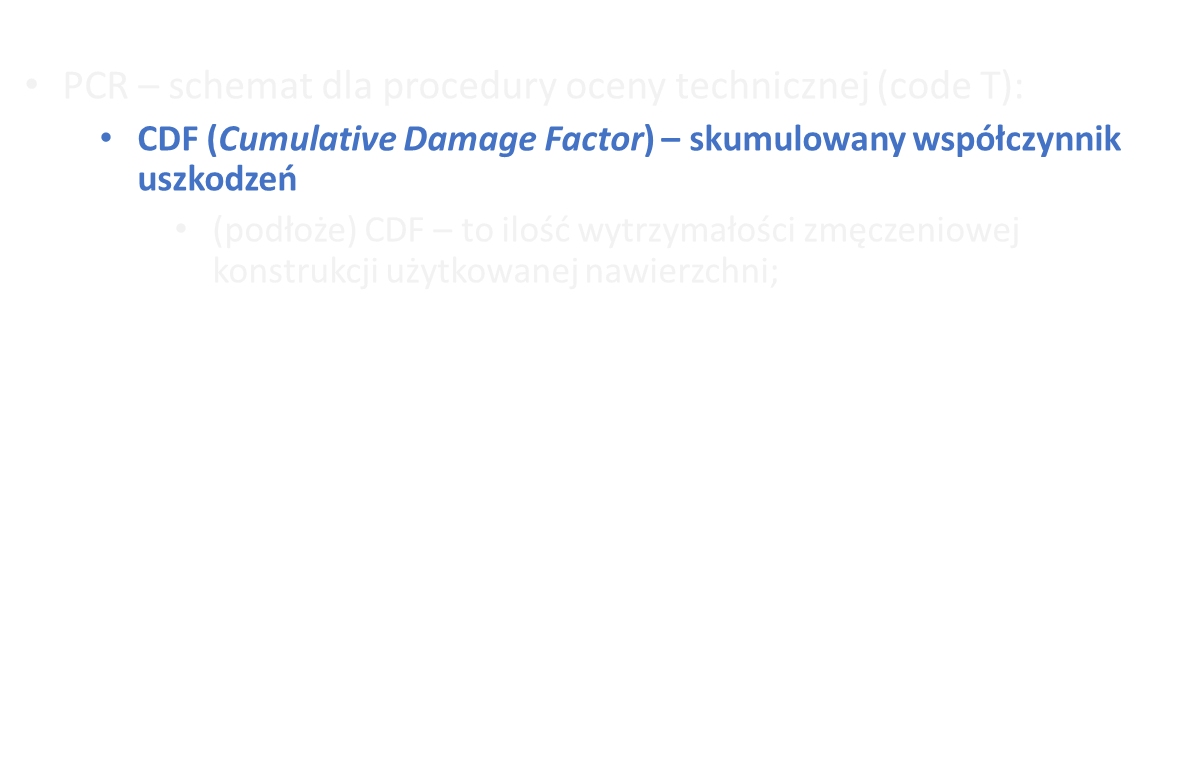 • PCR – schemat dla procedury oceny technicznej (code T):
• CDF (Cumulative Damage Factor) – skumulowany współczynnik
uszkodzeń
• (podłoże) CDF – to ilość wytrzymałości zmęczeniowej
konstrukcji użytkowanej nawierzchni;